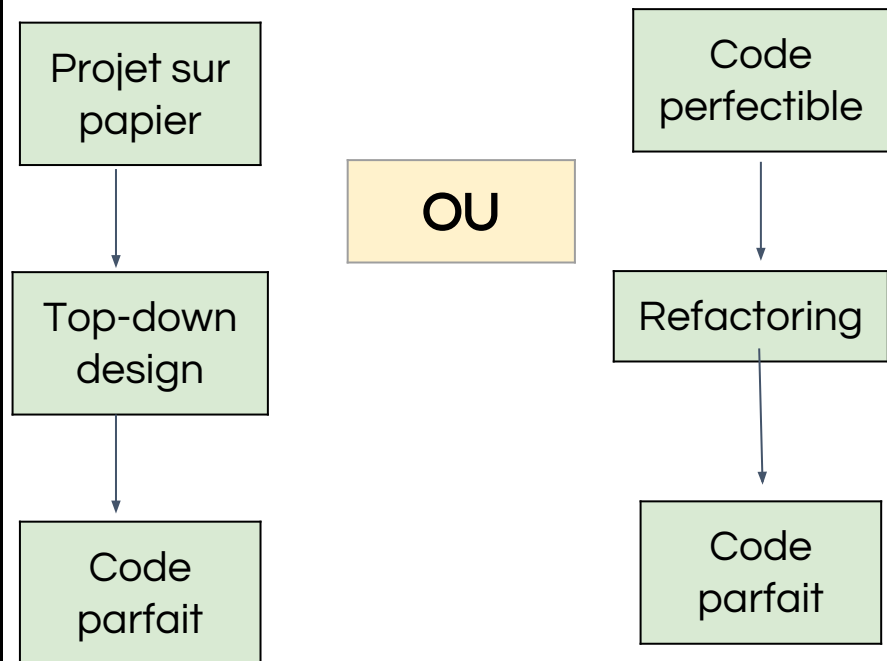 Projet sur
papier
Top-down
design
Code
parfait
OU
Code
perfectible
Refactoring
Code
parfait